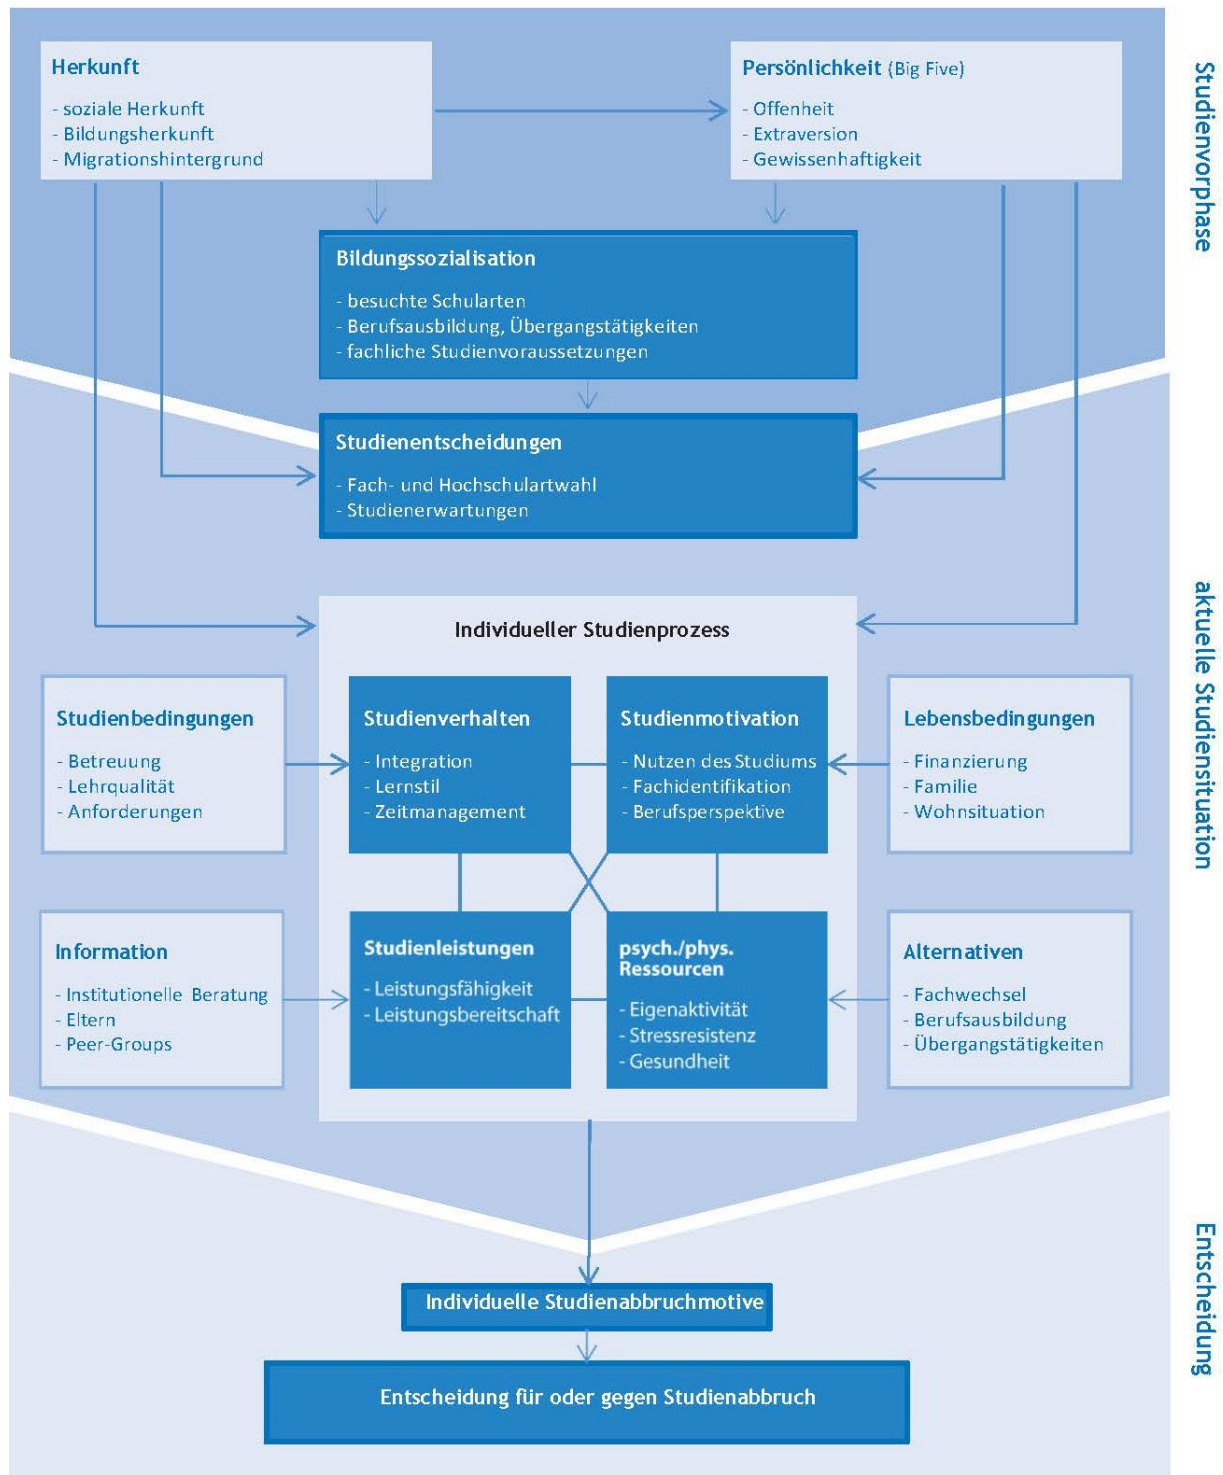 Herkunft
- soziale Herkunft
- Bildungsherkunft
- Migrationshintergrund
Persönlichkeit (Big Five)
- Offenheit
- Extraversion
- Gewissenhaftigkeit
Studienvorphase
Bildungssozialisation
- besuchte Schularten
- Berufsausbildung, Übergangstätigkeiten
- fachliche Studienvoraussetzungen
Studienentscheidungen
- Fach- und Hochschulartwahl
- Studienerwartungen
aktuelle Studiensituation
Individueller Studienprozess
Studienbedingungen
- Betreuung
- Lehrqualität
- Anforderungen
Studienverhalten
- Integration
- Lernstil
- Zeitmanagement
Studienmotivation
- Nutzen des Studiums
- Fachidentifikation
- Berufsperspektive
Lebensbedingungen
- Finanzierung
- Familie
- Wohnsituation
Information
- Institutionelle Beratung
- Eltern
- Peer-Groups
Studienleistungen
- Leistungsfähigkeit
- Leistungsbereitschaft
psych./phys.
Ressourcen
- Eigenaktivität
- Stressresistenz
- Gesundheit
Alternativen
- Fachwechsel
- Berufsausbildung
- Übergangstätigkeiten
Entscheidung
Individuelle Studienabbruchmotive
Entscheidung für oder gegen Studienabbruch